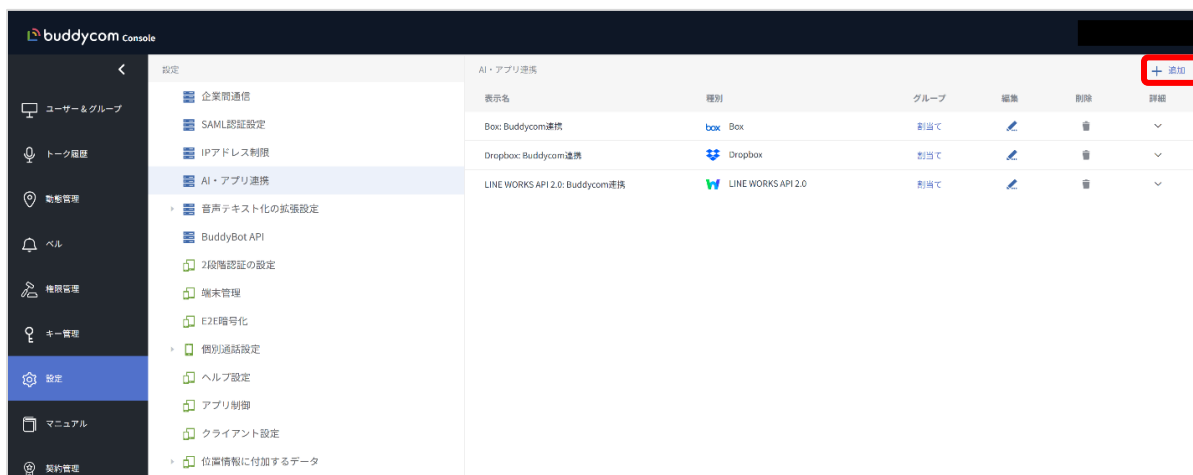 buddycom Console
設定
AI・アプリ連携
＋ 追加
ユーザー＆グループ
トーク履歴
動態管理
ベル
権限管理
キー管理
設定
マニュアル
契約管理
企業間通信
SAML認証設定
IPアドレス制限
AI・アプリ連携
音声テキスト化の拡張設定
BuddyBot API
2段階認証の設定
端末管理
E2E暗号化
個別通話設定
ヘルプ設定
アプリ制御
クライアント設定
位置情報に付加するデータ
表示名 種別 グループ 編集 削除 詳細
Box: Buddycom連携 box Box 割当て
Dropbox: Buddycom連携 Dropbox 割当て
LINE WORKS API 2.0: Buddycom連携 LINE WORKS API 2.0 割当て